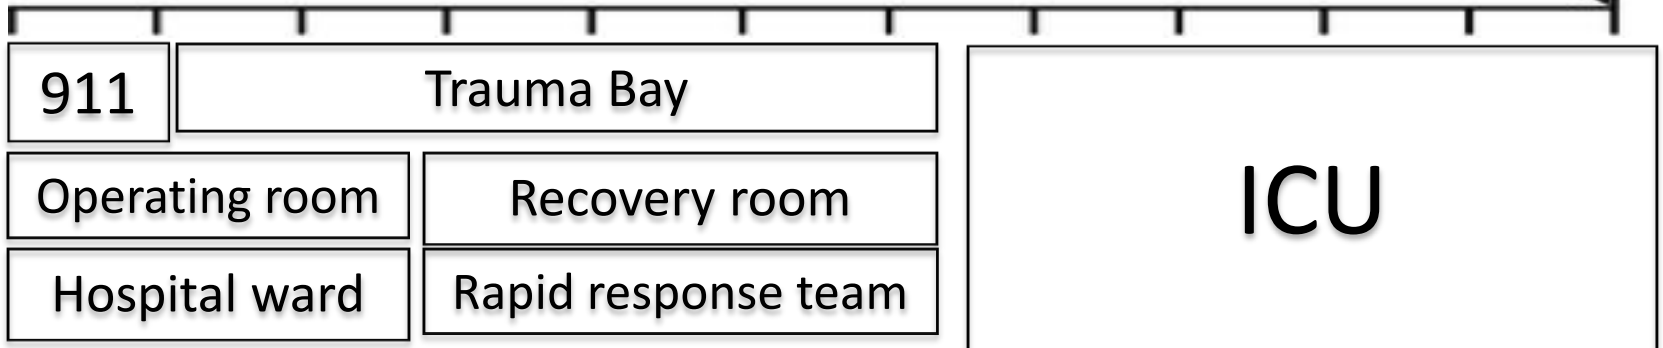 911
Trauma Bay
Operating room
Recovery room
Hospital ward
Rapid response team
ICU